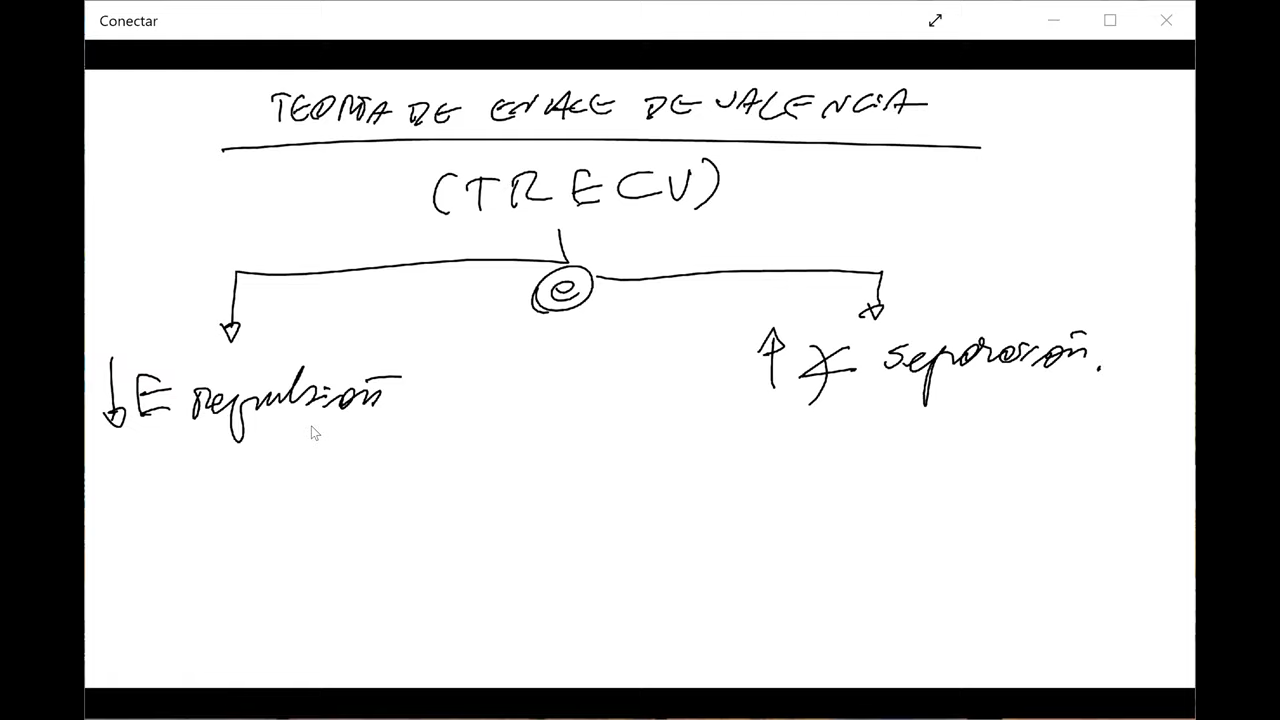 Conectar
TEORIA DE ENLACE DE VALENCIA
(TRECV)
e
↑ ∡ separación.
↓ E repulsión